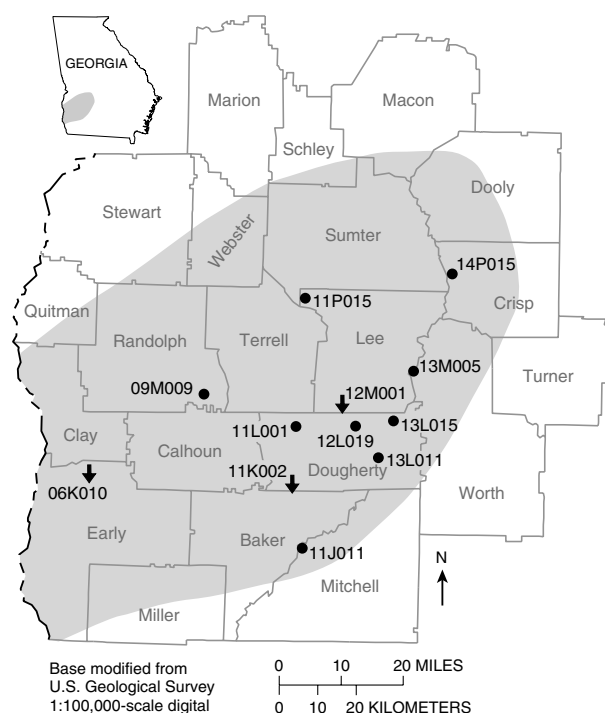 GEORGIA
Marion
Macon
Schley
Dooly
Stewart
Webster
Sumter
14P015
Quitman
11P015
Crisp
Randolph
Terrell
Lee
13M005
Turner
09M009
12M001
11L001
13L015
Clay
Calhoun
12L019
11K002
Dougherty
13L011
06K010
Worth
Early
Baker
11J011
N
Mitchell
Miller
Base modified from
U.S. Geological Survey
1:100,000-scale digital
0 10 20 MILES
0 10 20 KILOMETERS